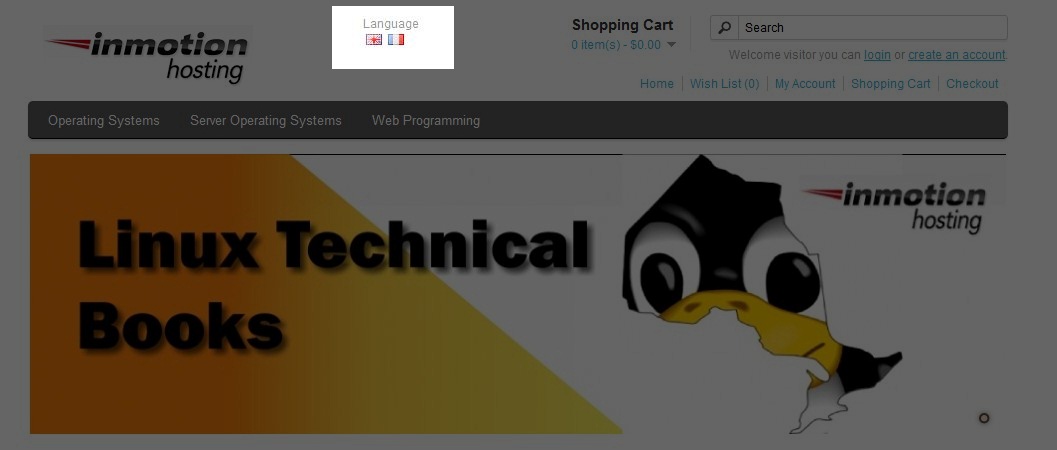 inmotion
hosting
Language
Shopping Cart
0 item(s) - $0.00
Search
Welcome visitor you can login or create an account.
Home Wish List (0) My Account Shopping Cart Checkout
Operating Systems Server Operating Systems Web Programming
Linux Technical
Books
inmotion
hosting